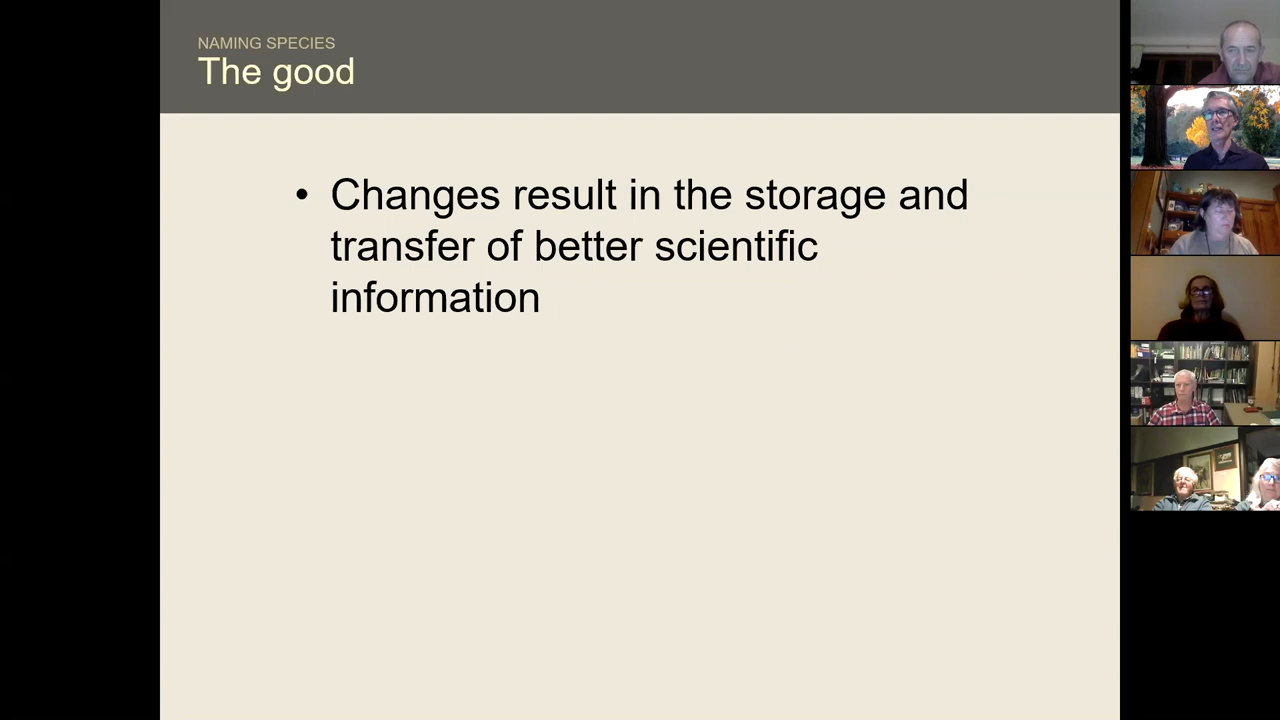 NAMING SPECIES
The good
• Changes result in the storage and
transfer of better scientific
information